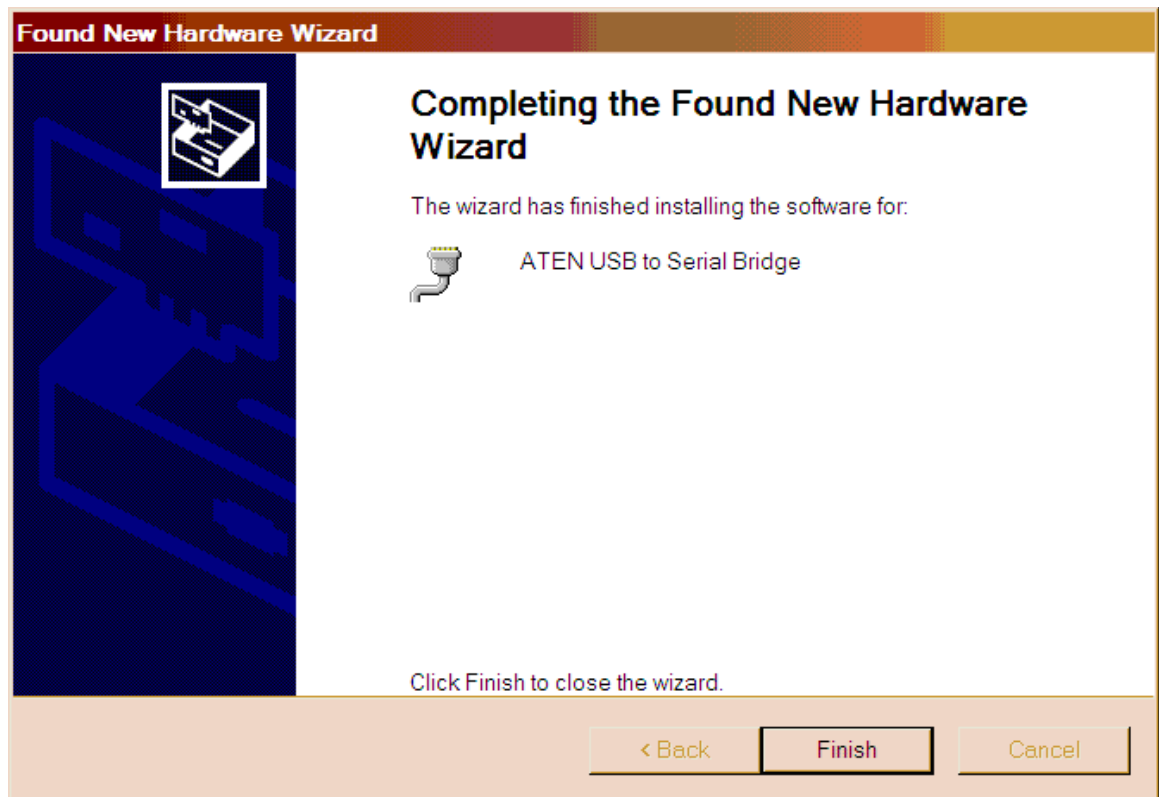 Found New Hardware Wizard
Completing the Found New Hardware
Wizard
The wizard has finished installing the software for:
ATEN USB to Serial Bridge
Click Finish to close the wizard.
< Back Finish Cancel